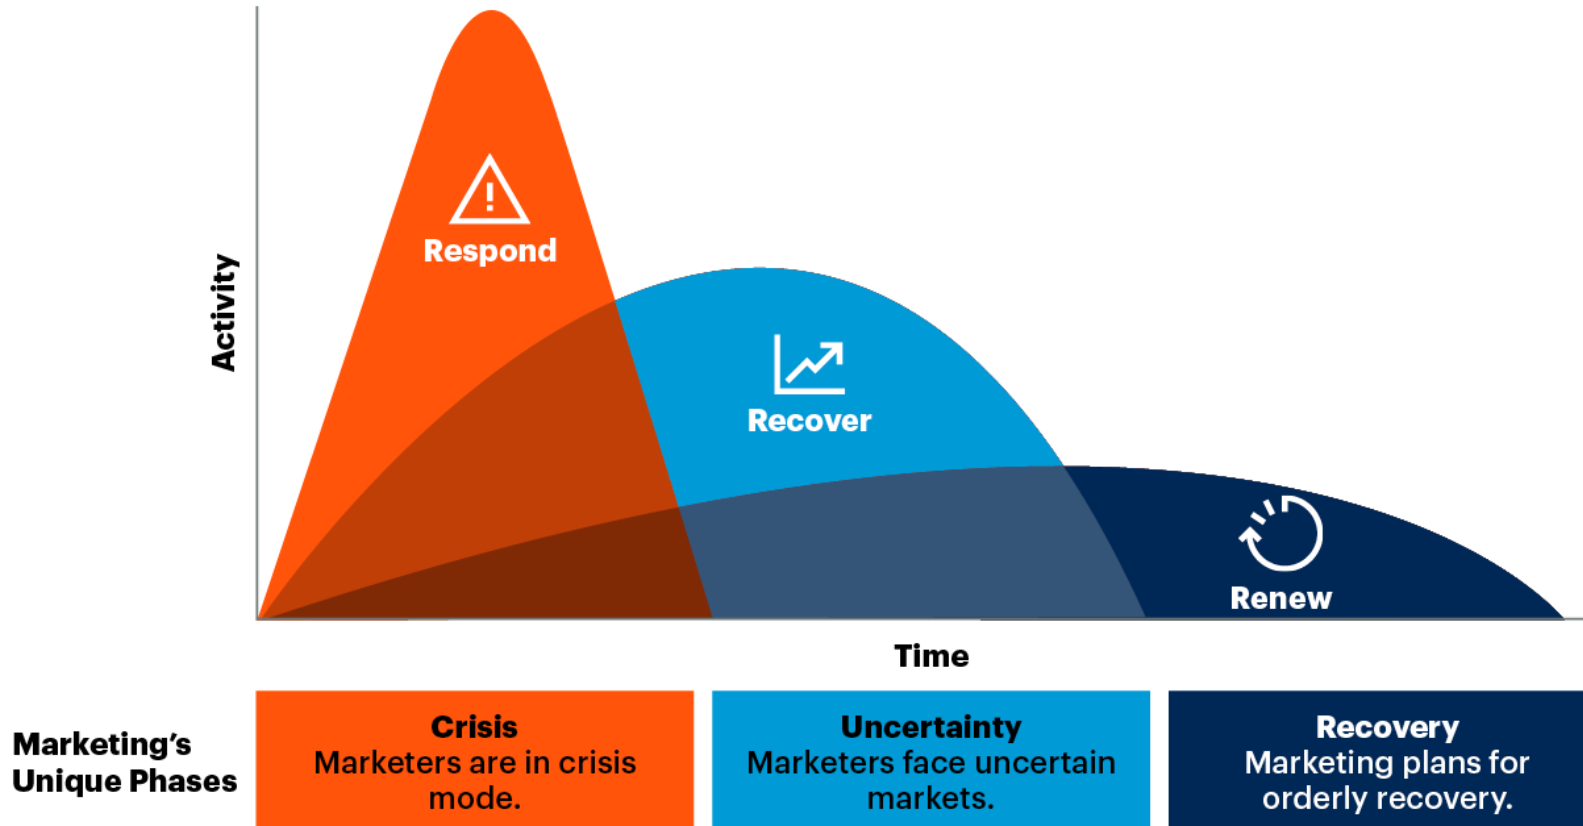 !
Respond
Activity
Recover
Renew
Time
Marketing's
Unique Phases
Crisis
Marketers are in crisis
mode.
Uncertainty
Marketers face uncertain
markets.
Recovery
Marketing plans for
orderly recovery.